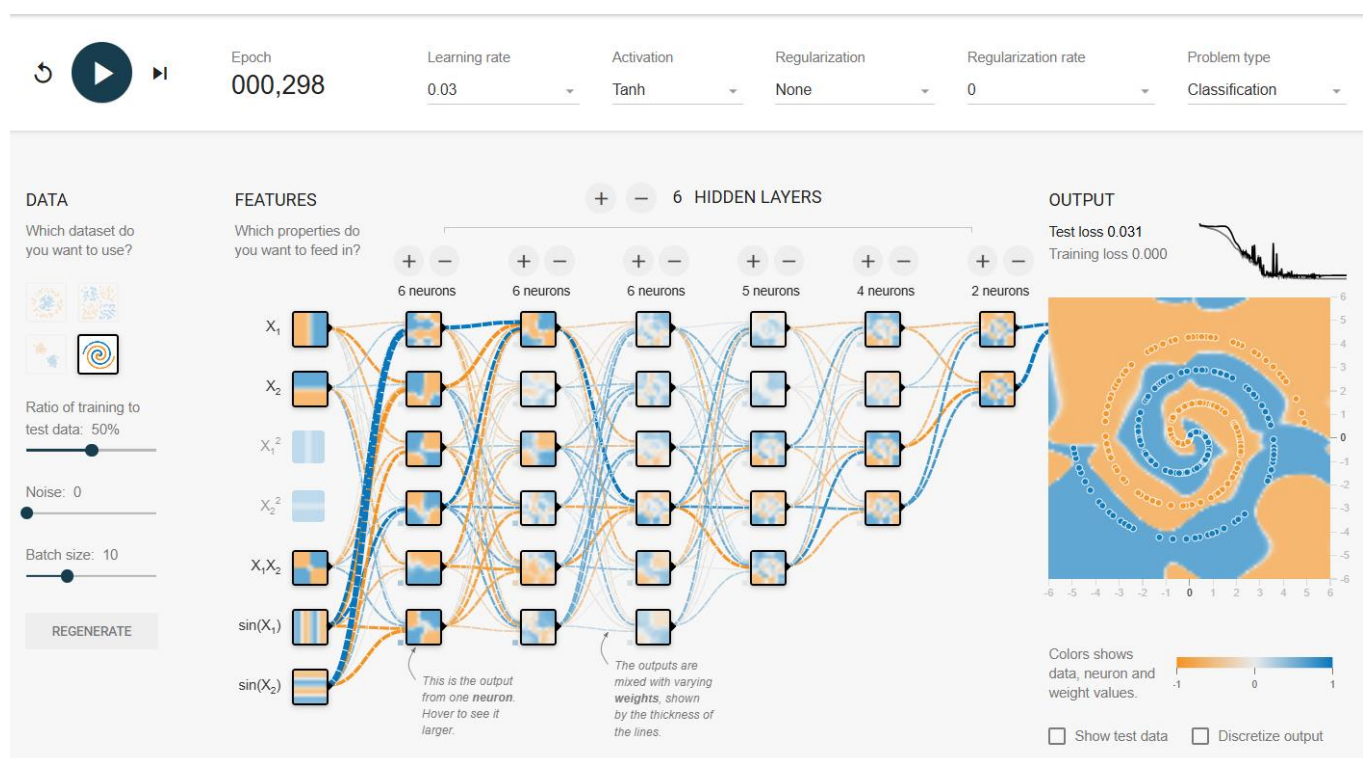 Epoch
000,298
Learning rate
0.03
Activation
Tanh
Regularization
None
Regularization rate
0
Problem type
Classification
DATA
Which dataset do
you want to use?
Ratio of training to
test data: 50%
Noise: 0
Batch size: 10
REGENERATE
FEATURES
Which properties do
you want to feed in?
X₁
X₂
X₁²
X₂²
X₁X₂
sin(X₁)
sin(X₂)
+ − 6 HIDDEN LAYERS
+ − + − + − + − + − + −
6 neurons 6 neurons 6 neurons 5 neurons 4 neurons 2 neurons
This is the output
from one neuron.
Hover to see it
larger.
The outputs are
mixed with varying
weights, shown
by the thickness of
the lines.
OUTPUT
Test loss 0.031
Training loss 0.000
6
5
4
3
2
1
0
-1
-2
-3
-4
-5
-6
-6 -5 -4 -3 -2 -1 0 1 2 3 4 5 6
Colors shows
data, neuron and
weight values.
-1 0 1
Show test data
Discretize output